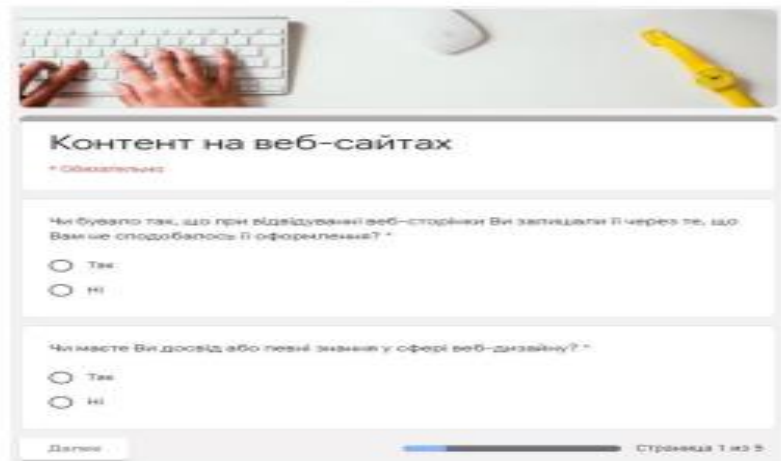 Контент на веб-сайтах
* Обязательно
Чи бувало так, що при відвідуванні веб-сторінки Ви залишали її через те, що
Вам не сподобалось її оформлення? *
Так
Ні
Чи маєте Ви досвід або певні знання у сфері веб-дизайну? *
Так
Ні
Далее
Страница 1 из 9